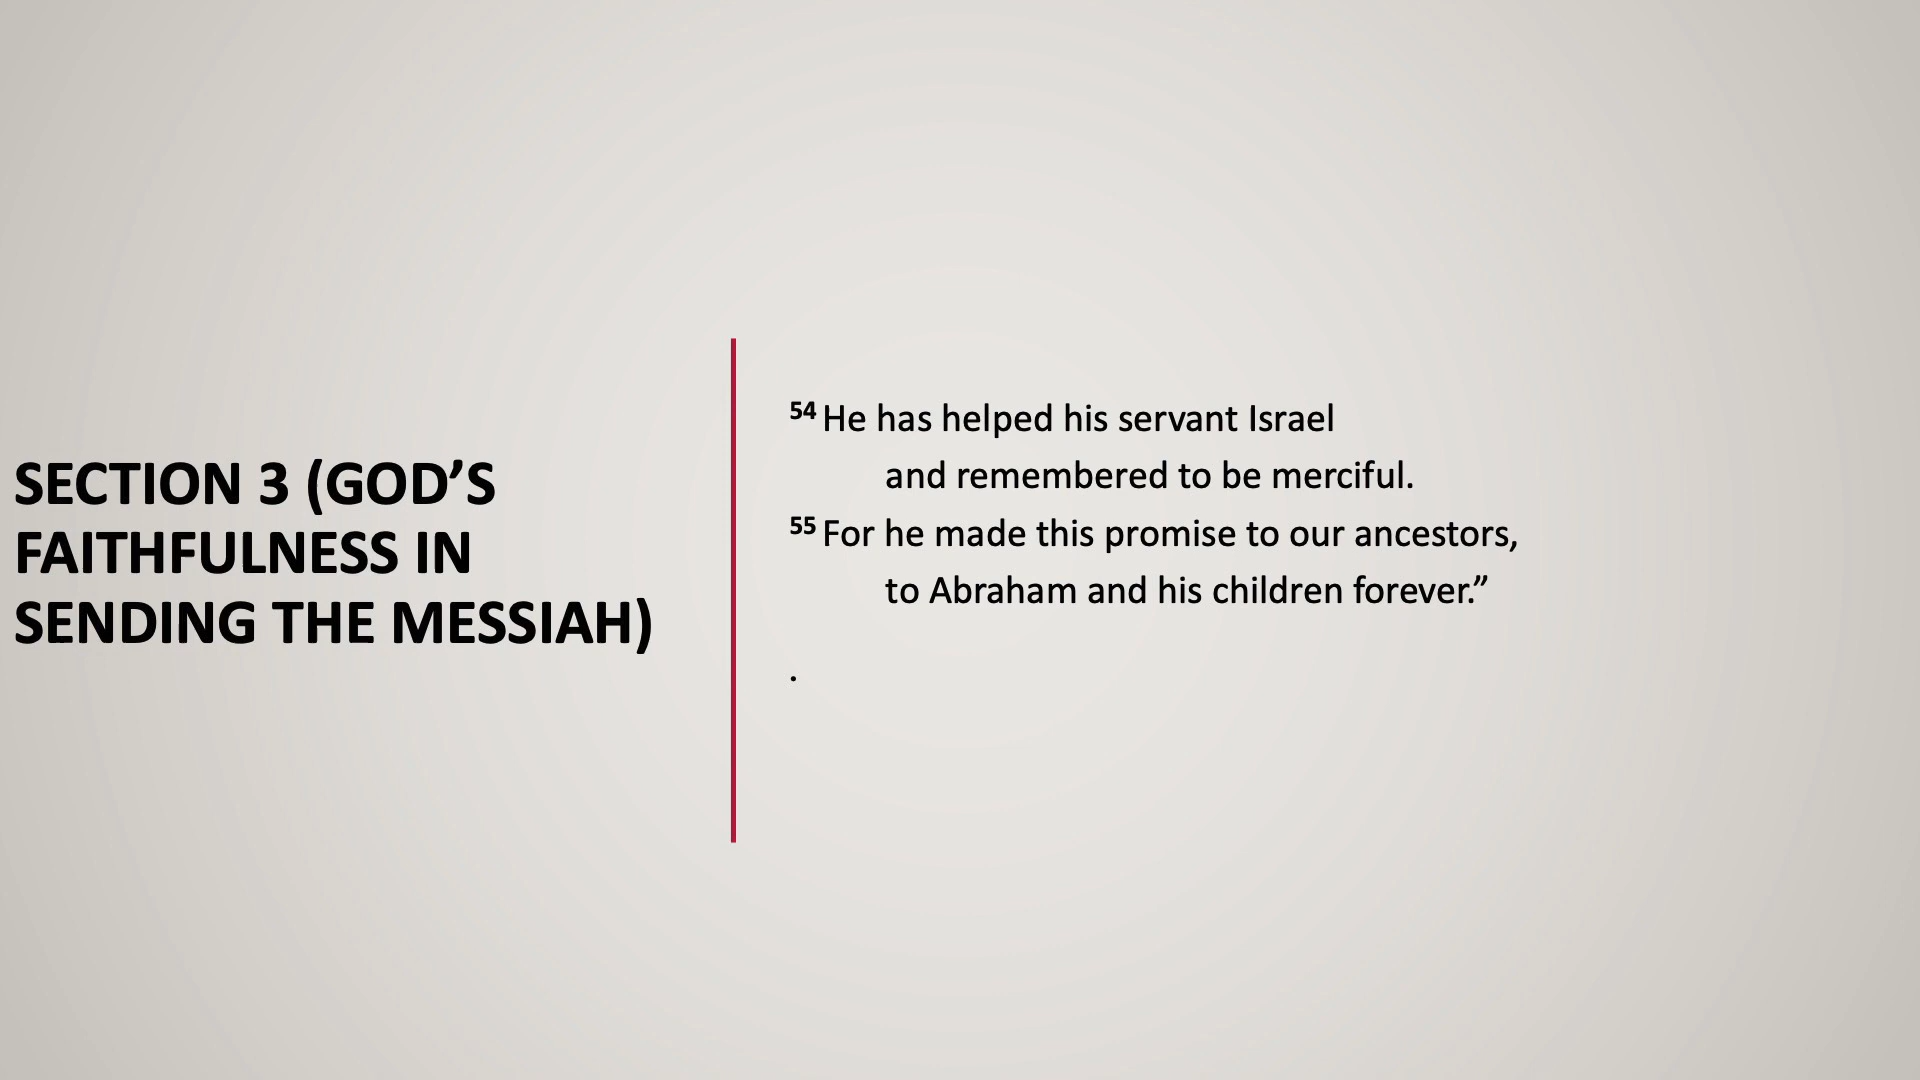 SECTION 3 (GOD’S
FAITHFULNESS IN
SENDING THE MESSIAH)
54 He has helped his servant Israel
and remembered to be merciful.
55 For he made this promise to our ancestors,
to Abraham and his children forever.”
.